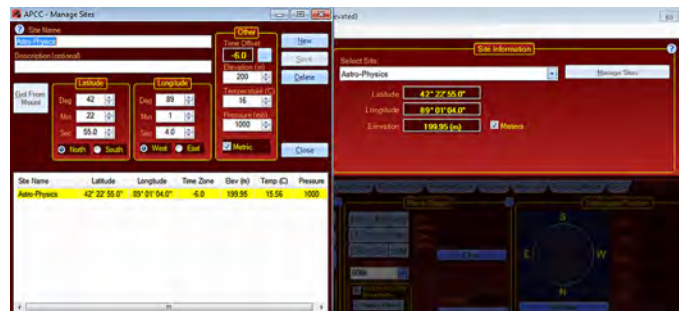 APCC - Manage Sites
Site Name
Astro-Physics
Description (optional)
Get From
Mount
Latitude
Deg 42
Min 22
Sec 55.0
North South
Longitude
Deg 89
Min 1
Sec 4.0
West East
Other
Time Offset
-6.0
Elevation (m)
200
Temperature (C)
16
Pressure (mb)
1000
Metric
New
Save
Delete
Close
Site Name Latitude Longitude Time Zone Elev (m) Temp (C) Pressure
Astro-Physics 42° 22' 55.0" 89° 01' 04.0" -6.0 199.95 15.56 1000
evated)
Site Information
Select Site:
Astro-Physics
Manage Sites
Latitude 42° 22' 55.0"
Longitude 89° 01' 04.0"
Elevation 199.95 (m) Meters
S
E W
N